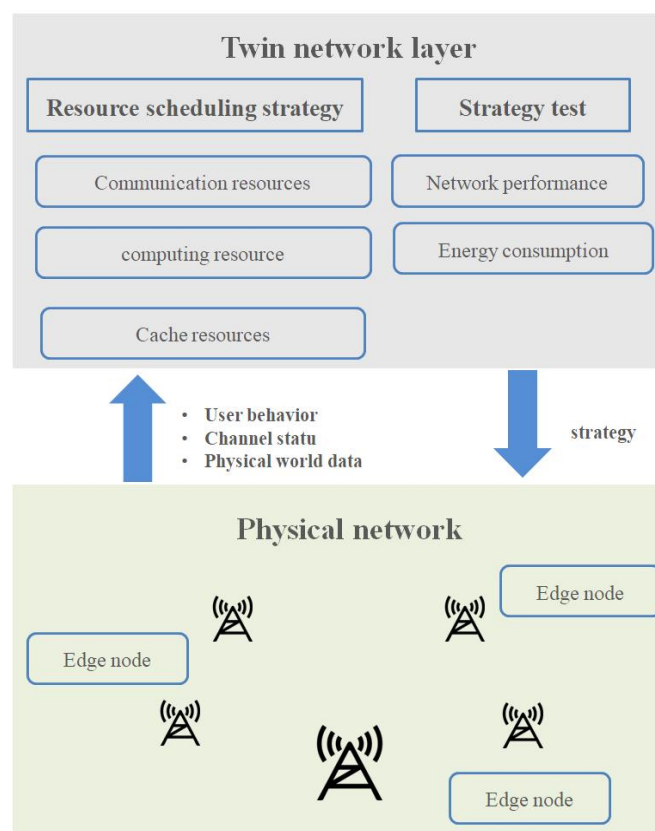 Twin network layer
Resource scheduling strategy
Strategy test
Communication resources
Network performance
computing resource
Energy consumption
Cache resources
• User behavior
• Channel statu
• Physical world data
strategy
Physical network
Edge node
Edge node
Edge node